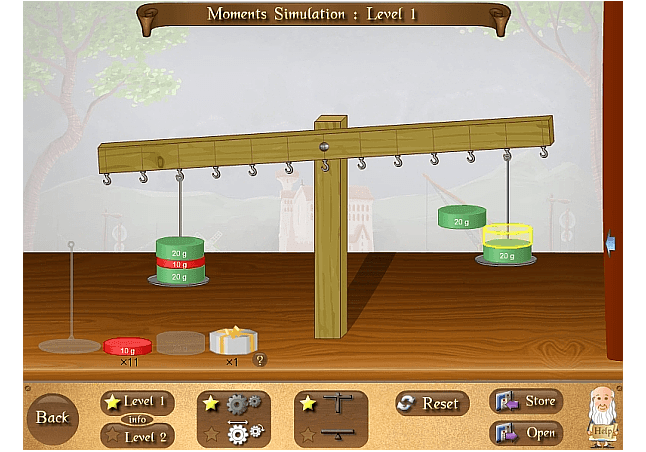 Moments Simulation : Level 1
20 g
20 g
10 g
20 g
20 g
10 g
×11
×1
?
Back
Level 1
info
Level 2
Reset
Store
Open
Help